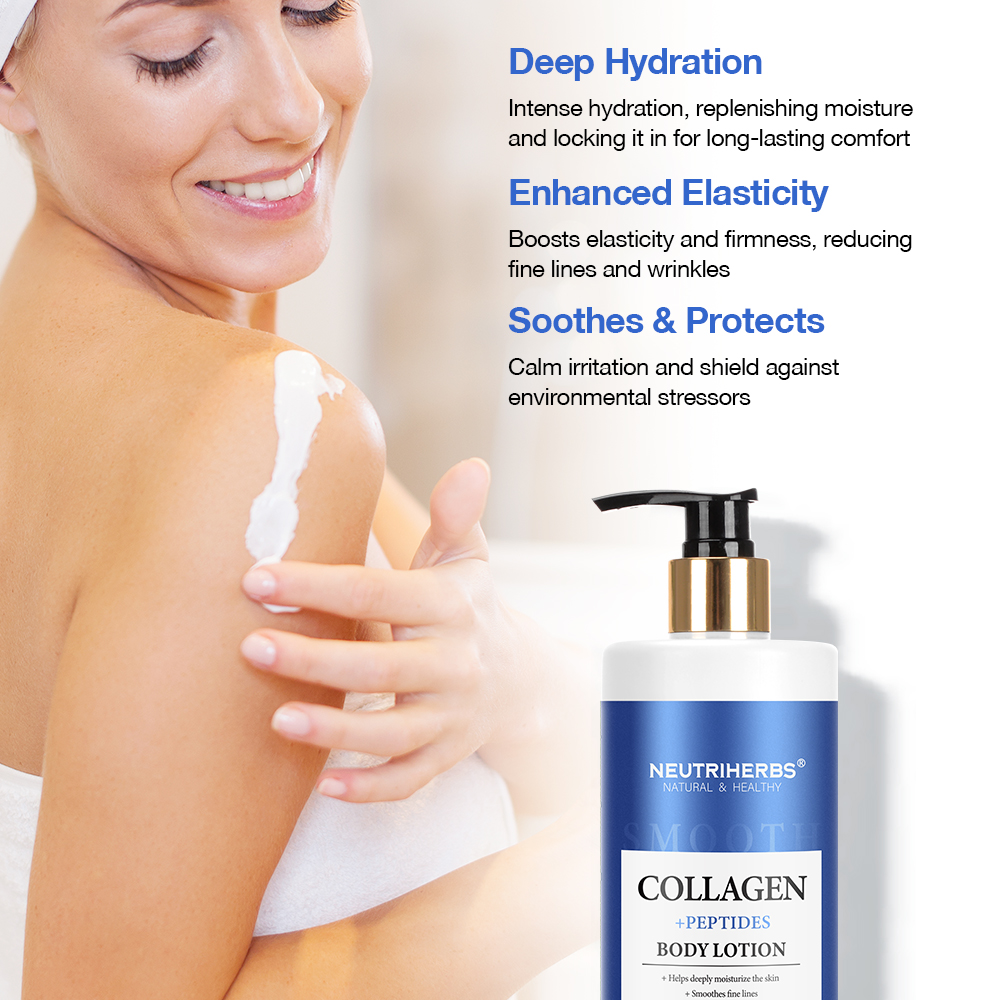 Deep Hydration
Intense hydration, replenishing moisture
and locking it in for long-lasting comfort
Enhanced Elasticity
Boosts elasticity and firmness, reducing
fine lines and wrinkles
Soothes & Protects
Calm irritation and shield against
environmental stressors
NEUTRIHERBS®
NATURAL & HEALTHY
SMOOTH
COLLAGEN
+PEPTIDES
BODY LOTION
+ Helps deeply moisturize the skin
+ Smoothes fine lines